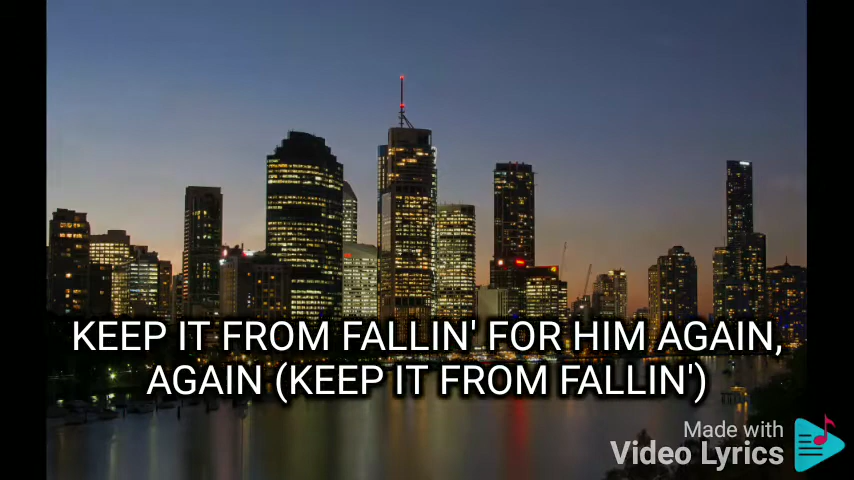 KEEP IT FROM FALLIN' FOR HIM AGAIN,
AGAIN (KEEP IT FROM FALLIN')
Made with
Video Lyrics